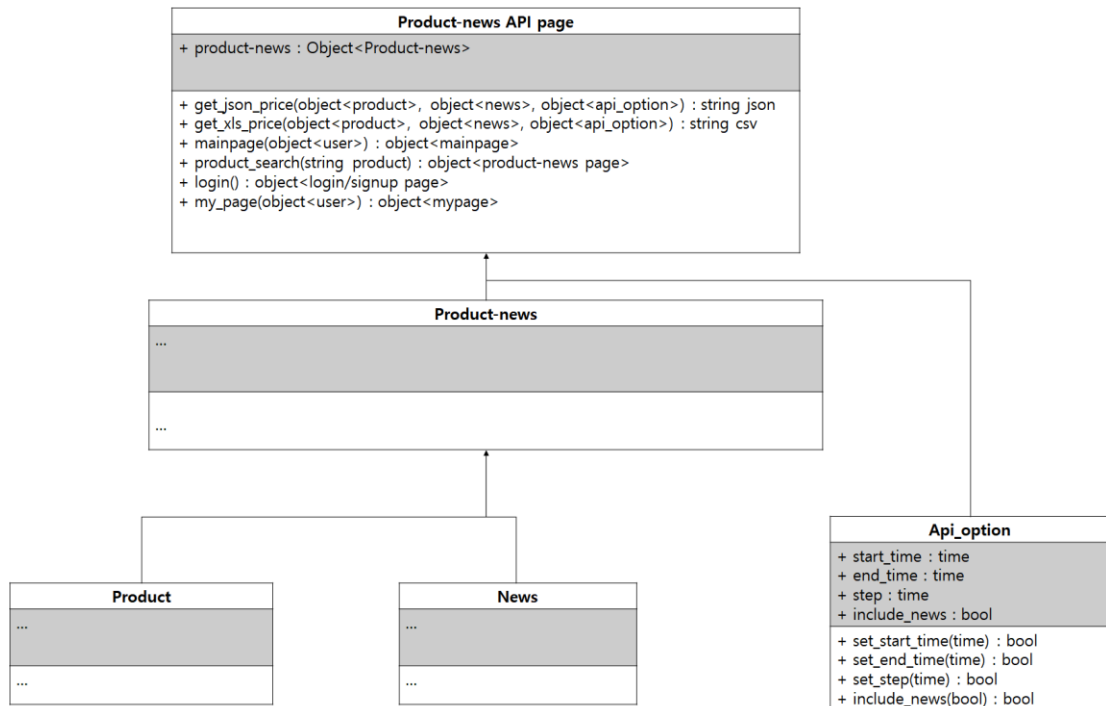 Product-news API page
+ product-news : Object<Product-news>
+ get_json_price(object<product>, object<news>, object<api_option>) : string json
+ get_xls_price(object<product>, object<news>, object<api_option>) : string csv
+ mainpage(object<user>) : object<mainpage>
+ product_search(string product) : object<product-news page>
+ login() : object<login/signup page>
+ my_page(object<user>) : object<mypage>
Product-news
...
...
Product
...
...
News
...
...
Api_option
+ start_time : time
+ end_time : time
+ step : time
+ include_news : bool
+ set_start_time(time) : bool
+ set_end_time(time) : bool
+ set_step(time) : bool
+ include_news(bool) : bool